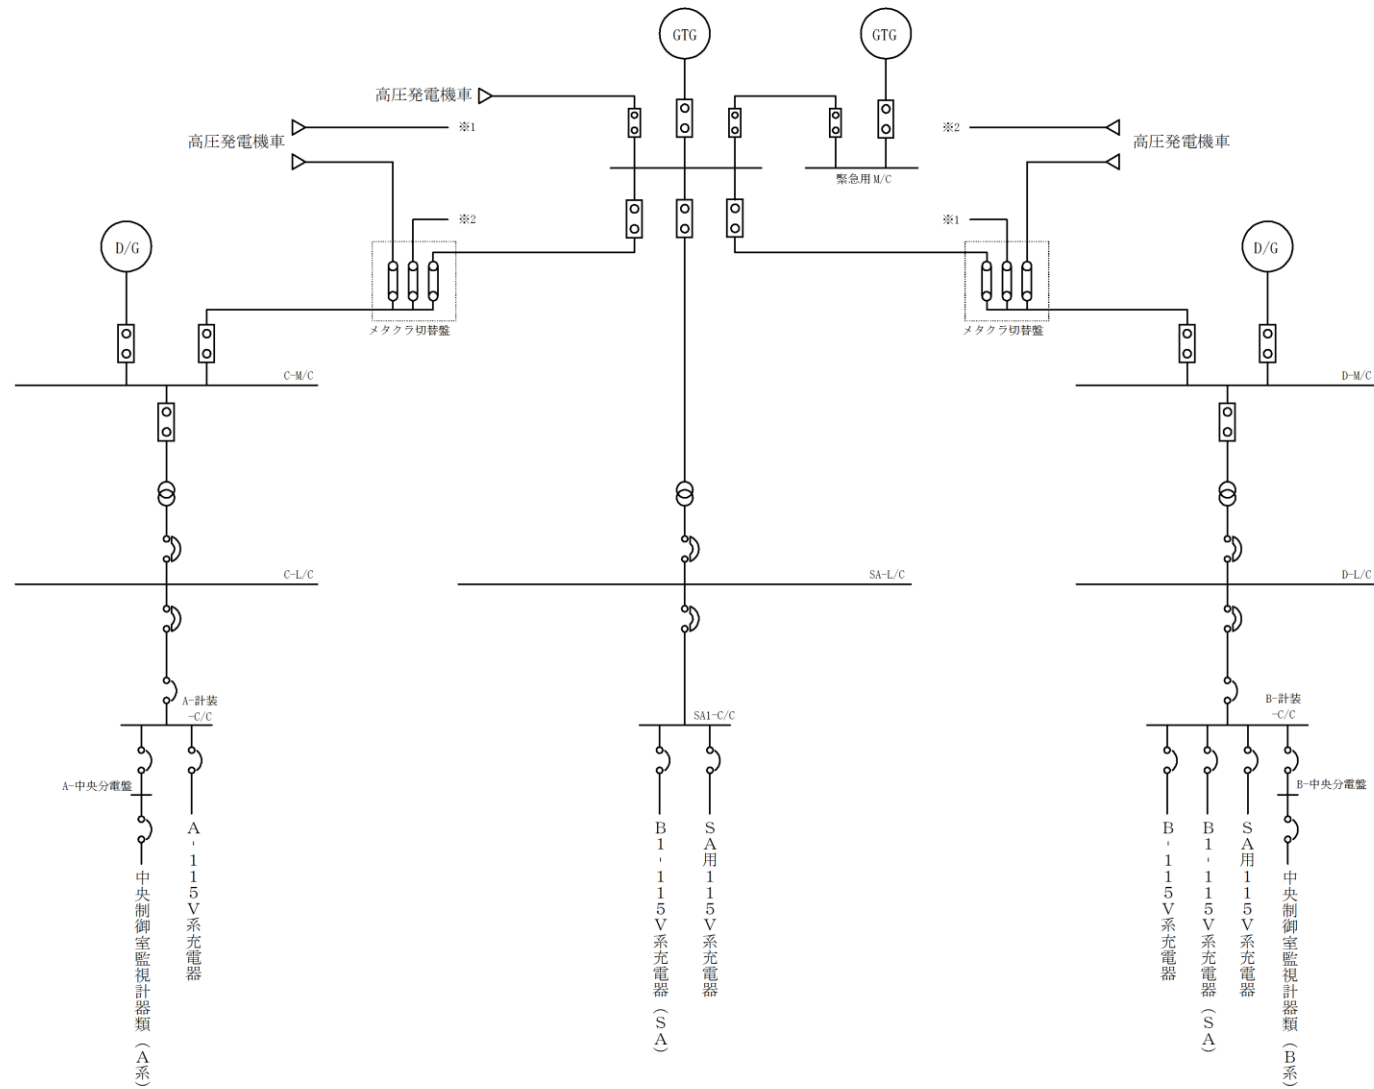 GTG
GTG
高圧発電機車
※1
※2
高圧発電機車
高圧発電機車
緊急用M/C
※2
※1
D/G
D/G
メタクラ切替盤
メタクラ切替盤
C-M/C
D-M/C
C-L/C
SA-L/C
D-L/C
A-計装
-C/C
SA1-C/C
B-計装
-C/C
A-中央分電盤
B-中央分電盤
中央制御室監視計器類(A系)
A-115V系充電器
B1-115V系充電器(SA)
SA用115V系充電器
B-115V系充電器
B1-115V系充電器(SA)
SA用115V系充電器
中央制御室監視計器類(B系)